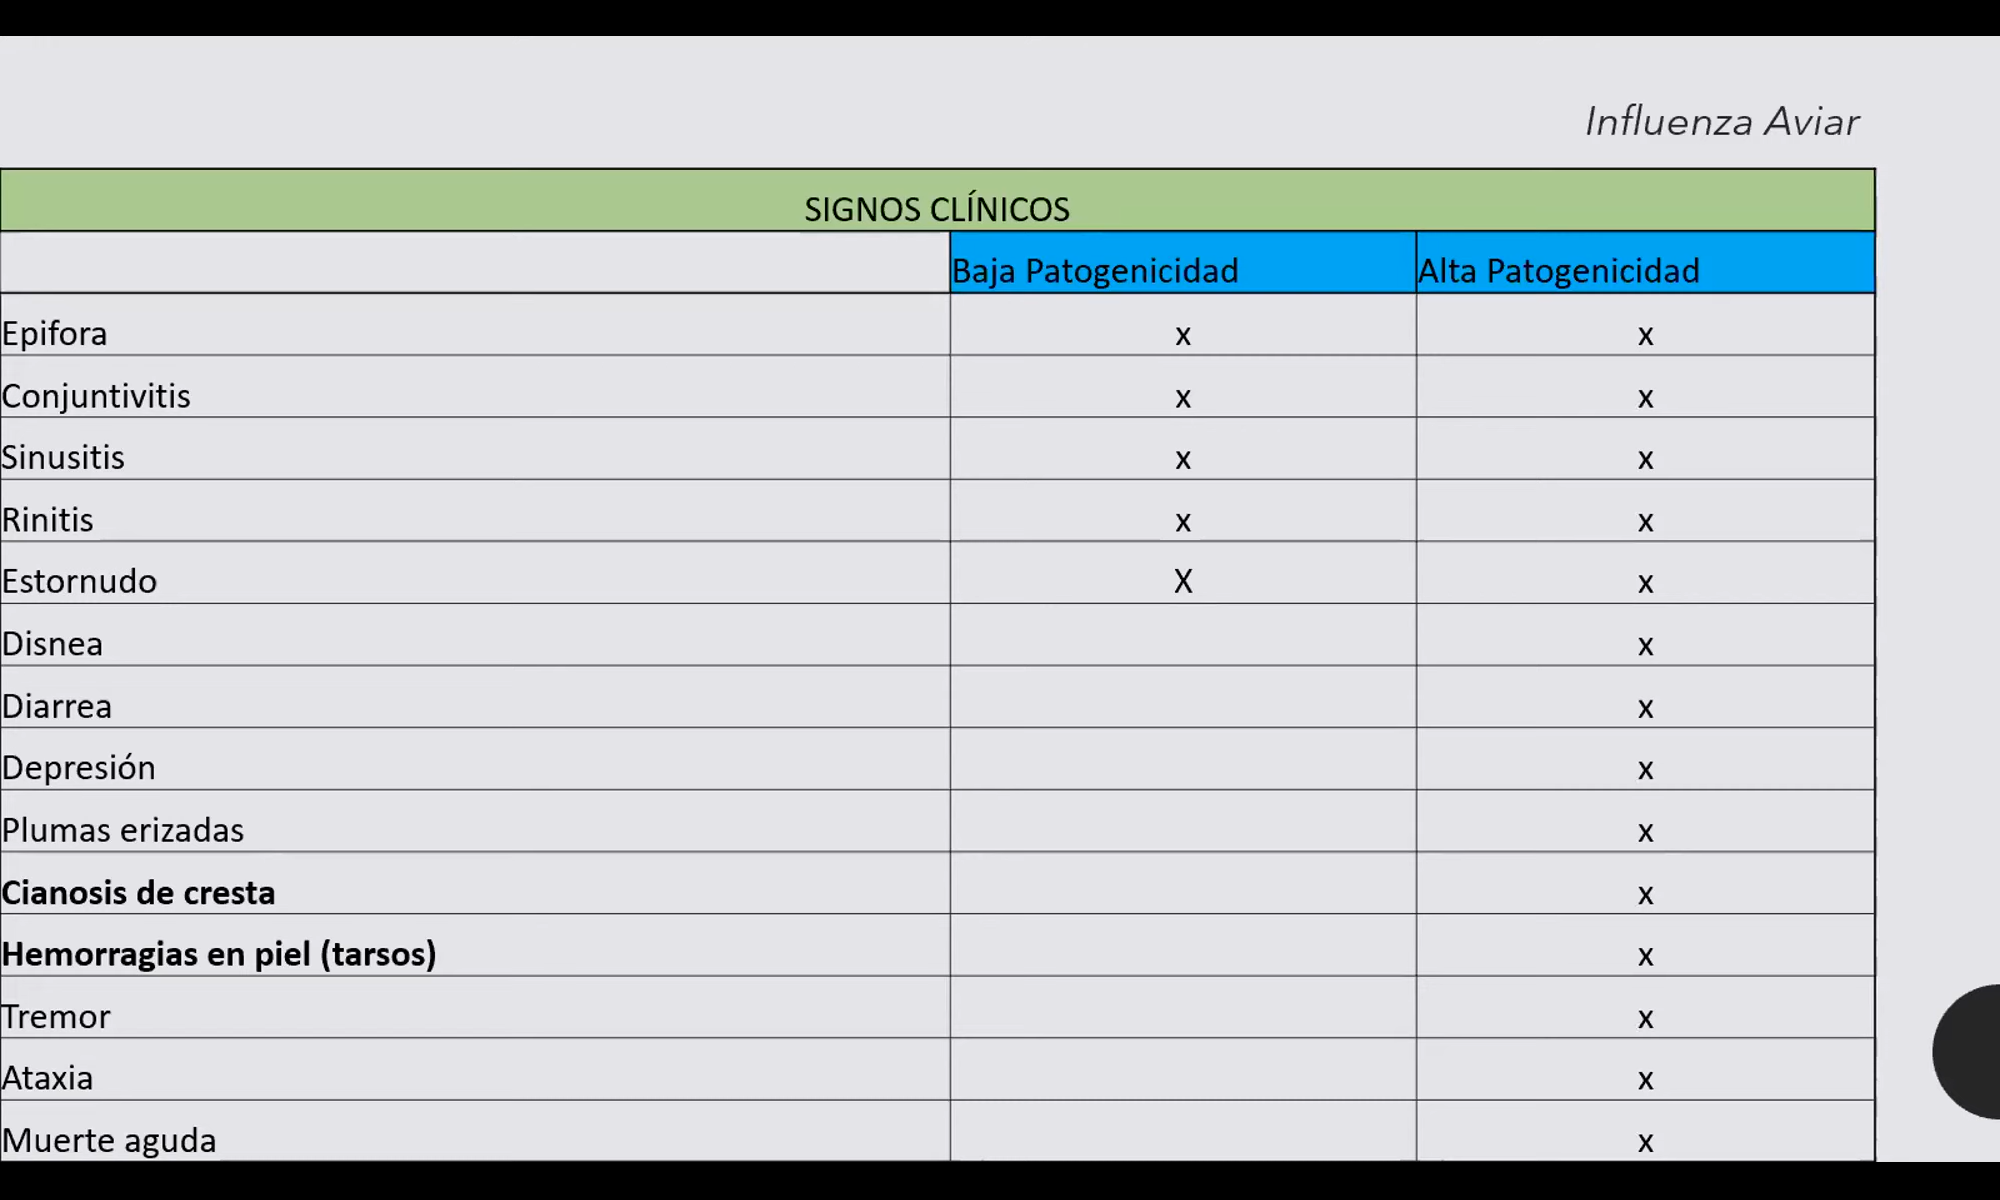 Influenza Aviar
SIGNOS CLÍNICOS
Baja Patogenicidad Alta Patogenicidad
Epifora x x
Conjuntivitis x x
Sinusitis x x
Rinitis x x
Estornudo X x
Disnea x
Diarrea x
Depresión x
Plumas erizadas x
Cianosis de cresta x
Hemorragias en piel (tarsos) x
Tremor x
Ataxia x
Muerte aguda x